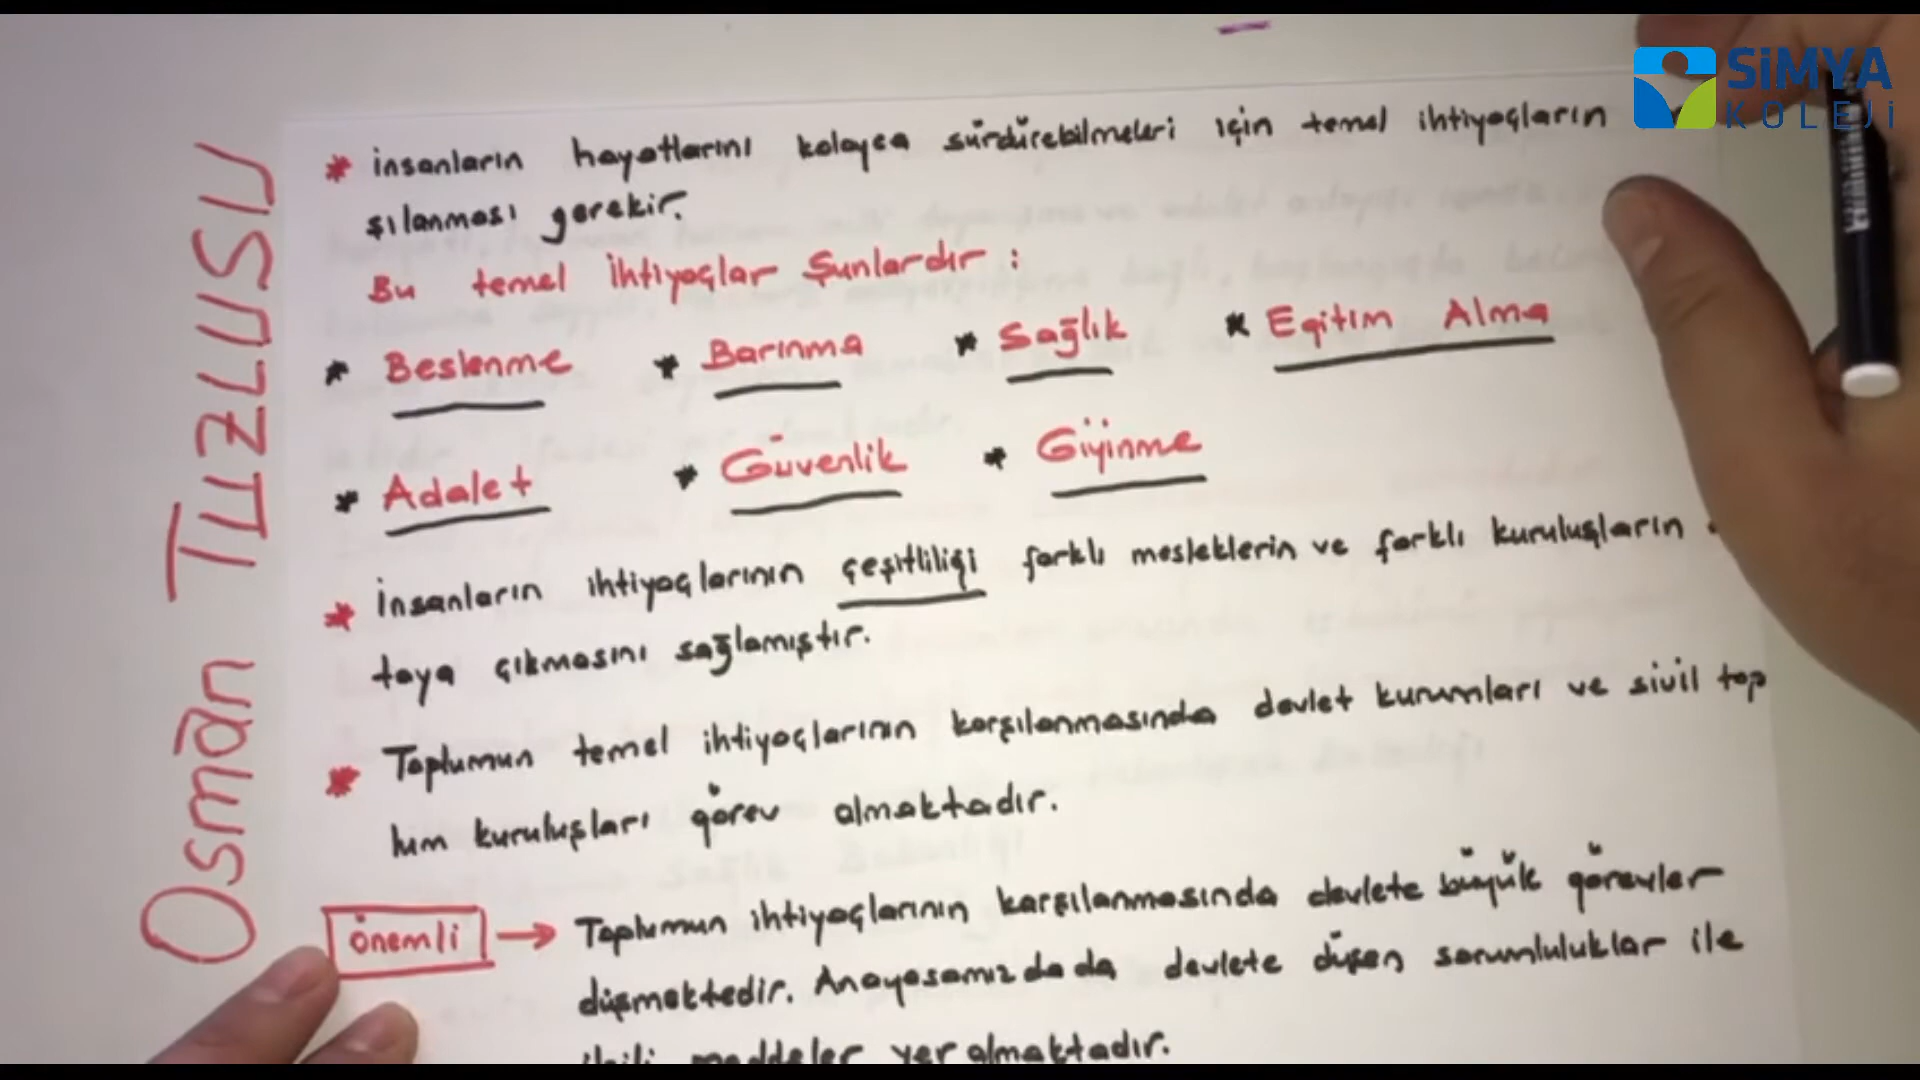 SİMYA
KOLEJİ
Osman TUZLUSU
* İnsanların hayatlarını kolayca sürdürebilmeleri için temel ihtiyaçların
şılanması gerekir.
Bu temel ihtiyaçlar Şunlardır :
* Beslenme * Barınma * Sağlık * Eğitim Alma
* Adalet * Güvenlik * Giyinme
* İnsanların ihtiyaçlarının çeşitliliği farklı mesleklerin ve farklı kuruluşların
taya çıkmasını sağlamıştır.
* Toplumun temel ihtiyaçlarının karşılanmasında devlet kurumları ve sivil top
lum kuruluşları görev almaktadır.
Önemli → Toplumun ihtiyaçlarının karşılanmasında devlete büyük görevler
düşmektedir. Anayasamızda da devlete düşen sorumluluklar ile
ilgili maddeler yer almaktadır.